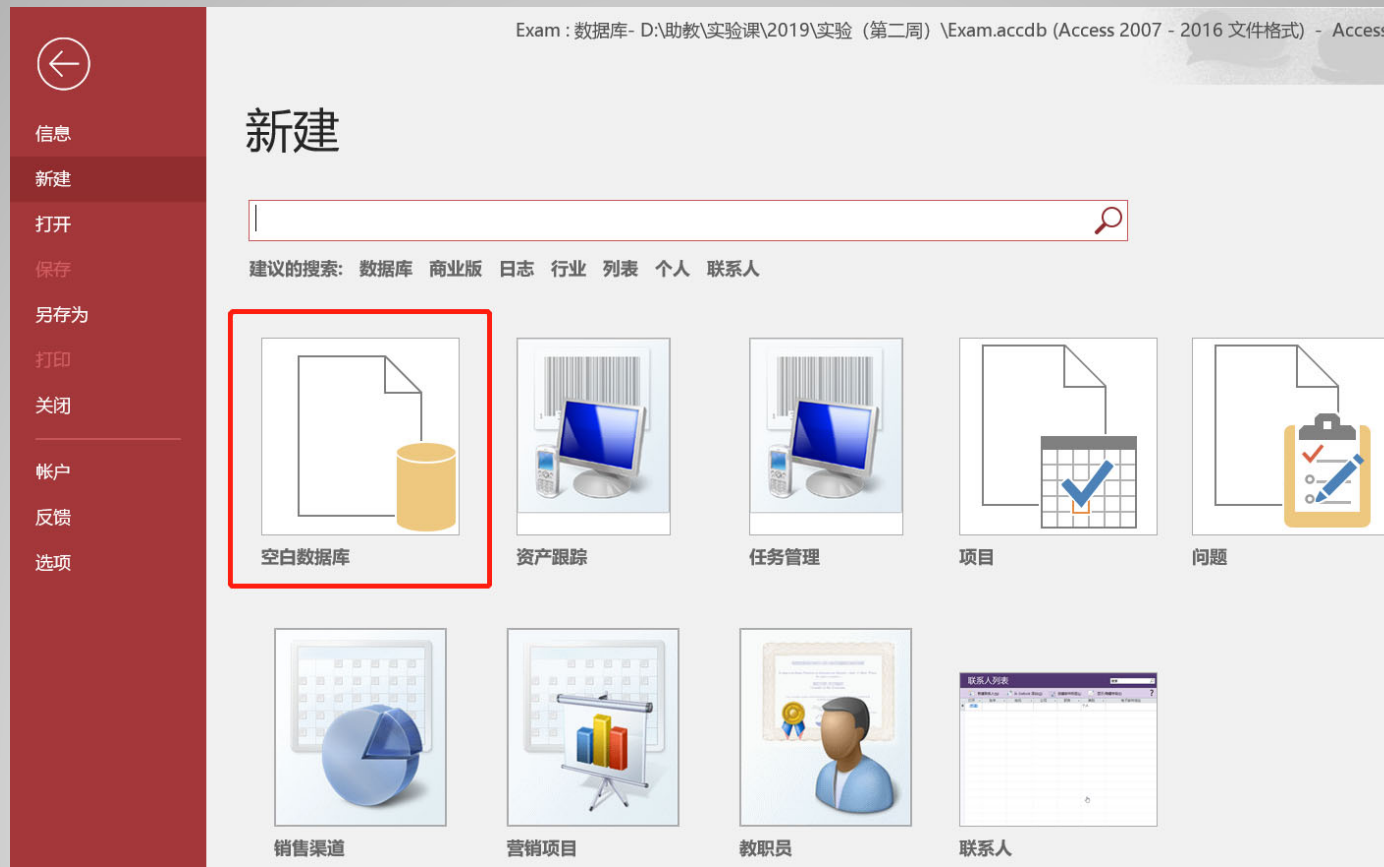 Exam : 数据库- D:\助教\实验课\2019\实验（第二周）\Exam.accdb (Access 2007 - 2016 文件格式) - Access
信息
新建
打开
保存
另存为
打印
关闭
帐户
反馈
选项
新建
建议的搜索: 数据库 商业版 日志 行业 列表 个人 联系人
空白数据库 资产跟踪 任务管理 项目 问题
联系人列表
销售渠道 营销项目 教职员 联系人